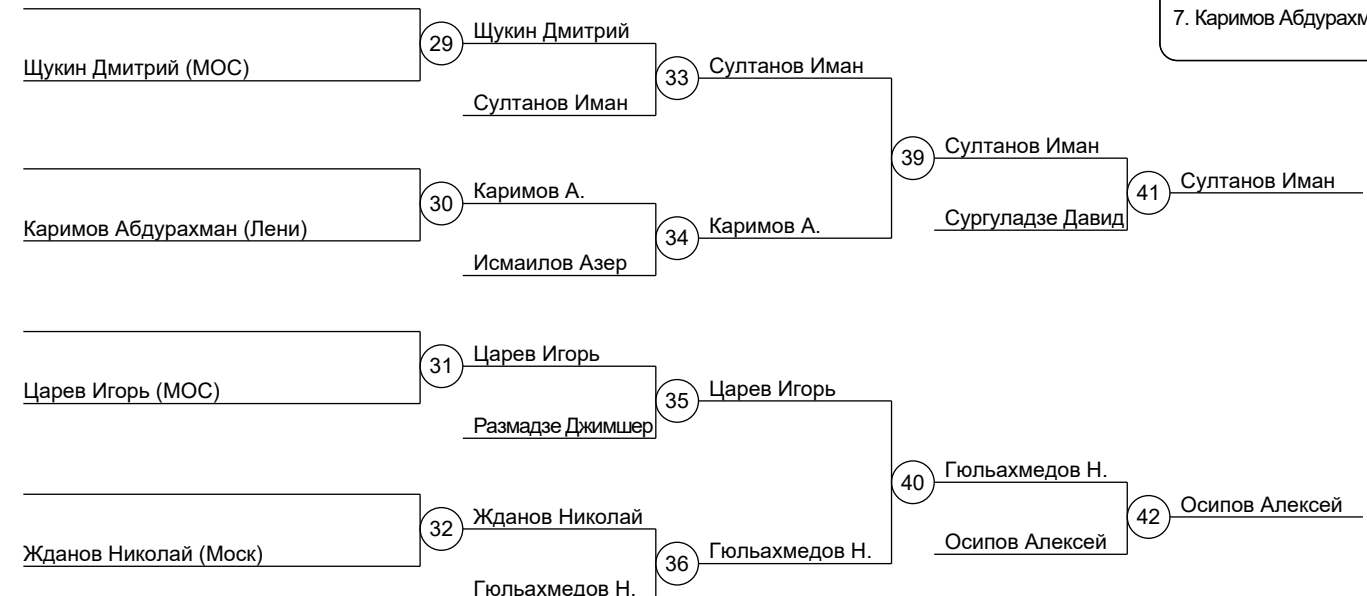 7. Каримов Абдурахм
29
Щукин Дмитрий
Щукин Дмитрий (МОС)
33
Султанов Иман
Султанов Иман
39
Султанов Иман
30
Каримов А.
41
Султанов Иман
Каримов Абдурахман (Лени)
34
Каримов А.
Сургуладзе Давид
Исмаилов Азер
31
Царев Игорь
Царев Игорь (МОС)
35
Царев Игорь
Размадзе Джимшер
40
Гюльахмедов Н.
32
Жданов Николай
42
Осипов Алексей
Жданов Николай (Моск)
36
Гюльахмедов Н.
Осипов Алексей
Гюльахмедов Н.